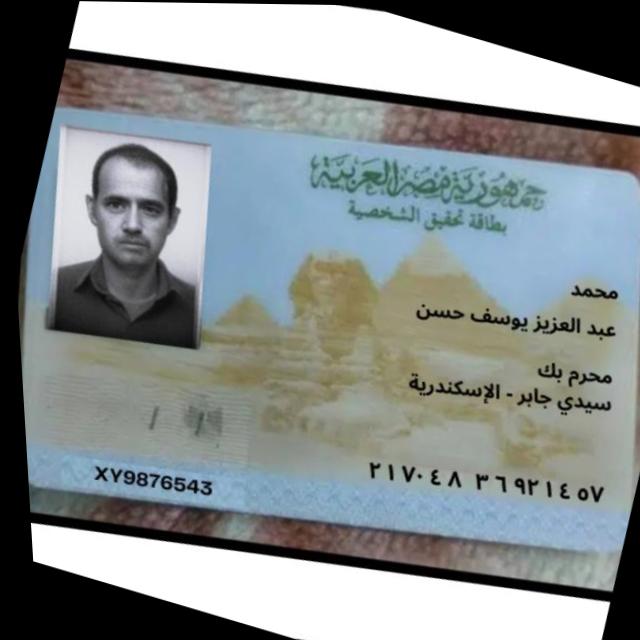 جمهورية مصر العربية
بطاقة تحقيق الشخصية
محمد
عبد العزيز يوسف حسن
محرم بك
سيدي جابر - الإسكندرية
٢١٧٠٤٨ ٣٦٩٢١٤٥٧
XY9876543